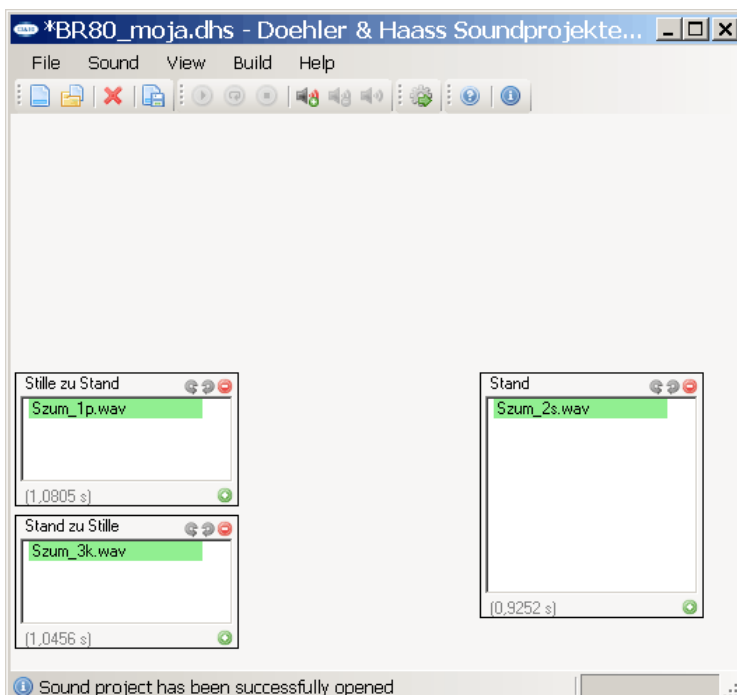 *BR80_moja.dhs - Doehler & Haass Soundprojekte...
File Sound View Build Help
Stille zu Stand
Szum_1p.wav
(1,0805 s)
Stand zu Stille
Szum_3k.wav
(1,0456 s)
Stand
Szum_2s.wav
(0,9252 s)
Sound project has been successfully opened